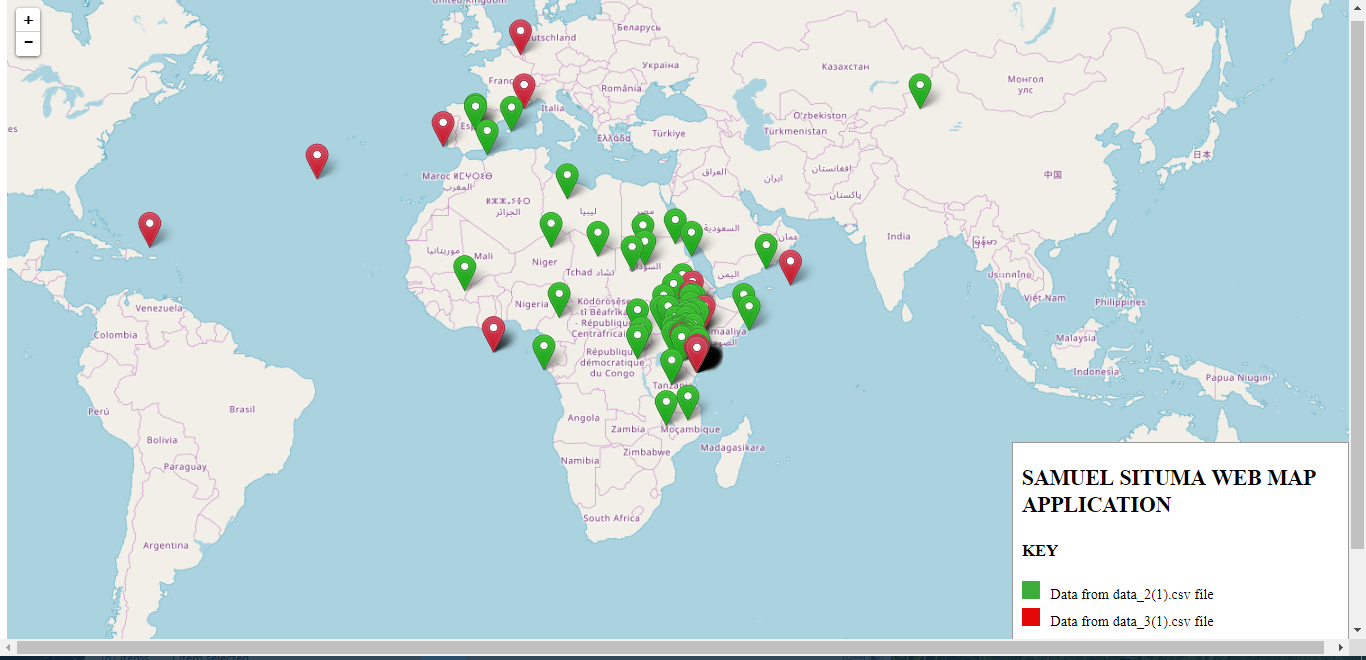 +
−
United Kingdom
Беларусь
utschland
Україна
Казахстан
Монгол
улс
Franc
România
Italia
Esp
O'zbekiston
Türkmenistan
Ελλάδα
Türkiye
日本
Maroc ⵍⵎⵖⵔⵉⴱ
المغرب
العراق
ایران
افغانستان
پاکستان
中国
الجزائر
ليبيا
مصر
السعودية
عمان
India
موريتانيا
Mali
Niger
Tchad تشاد
السودان
اليمن
ประเทศไทย
Việt Nam
Philippines
Nigeria
Ködörösêse
tî Bêafrîka
- République
Centrafricaine
Venezuela
Colombia
Malaysia
République
démocratique
du Congo
Indonesia
Papua Niugini
Tanzania
Perú
Brasil
Angola
Zambia
Moçambique
Bolivia
Zimbabwe
Madagasikara
Namibia
Paraguay
South Africa
Argentina
SAMUEL SITUMA WEB MAP
APPLICATION
KEY
Data from data_2(1).csv file
Data from data_3(1).csv file